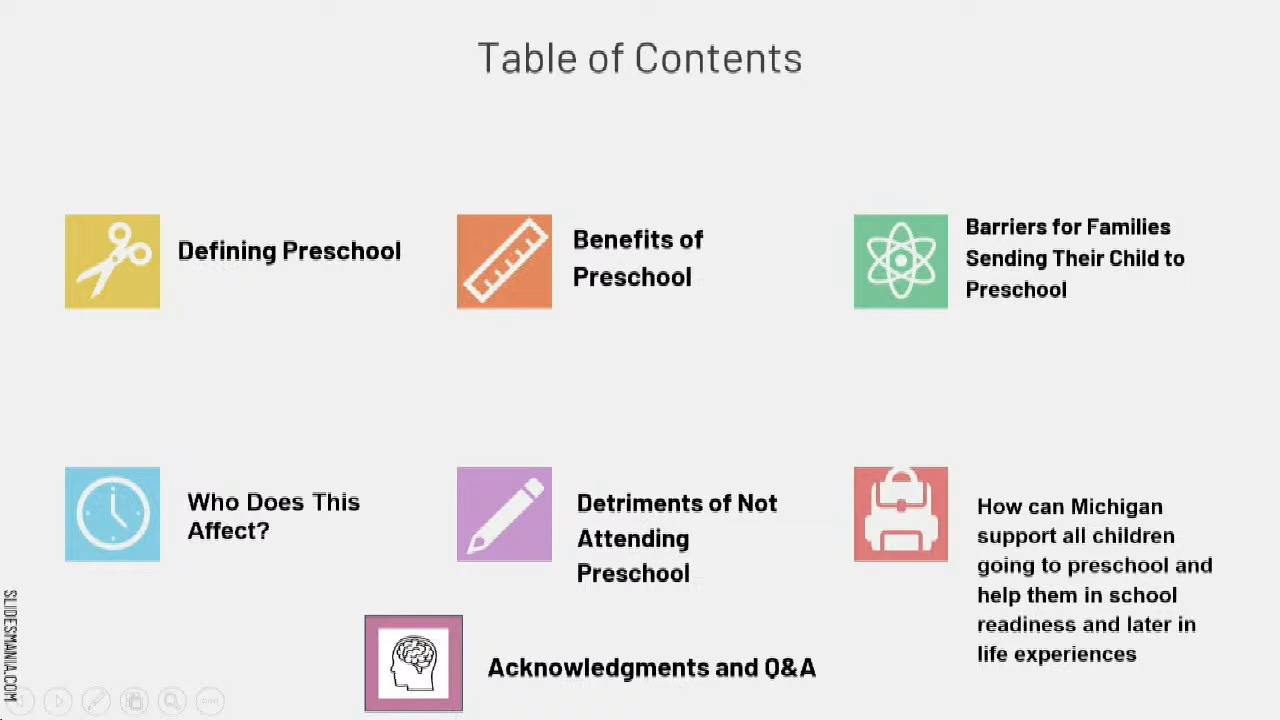 Table of Contents
Defining Preschool
Benefits of
Preschool
Barriers for Families
Sending Their Child to
Preschool
Who Does This
Affect?
Detriments of Not
Attending
Preschool
How can Michigan
support all children
going to preschool and
help them in school
readiness and later in
life experiences
Acknowledgments and Q&A
SLIDESMANIA.COM